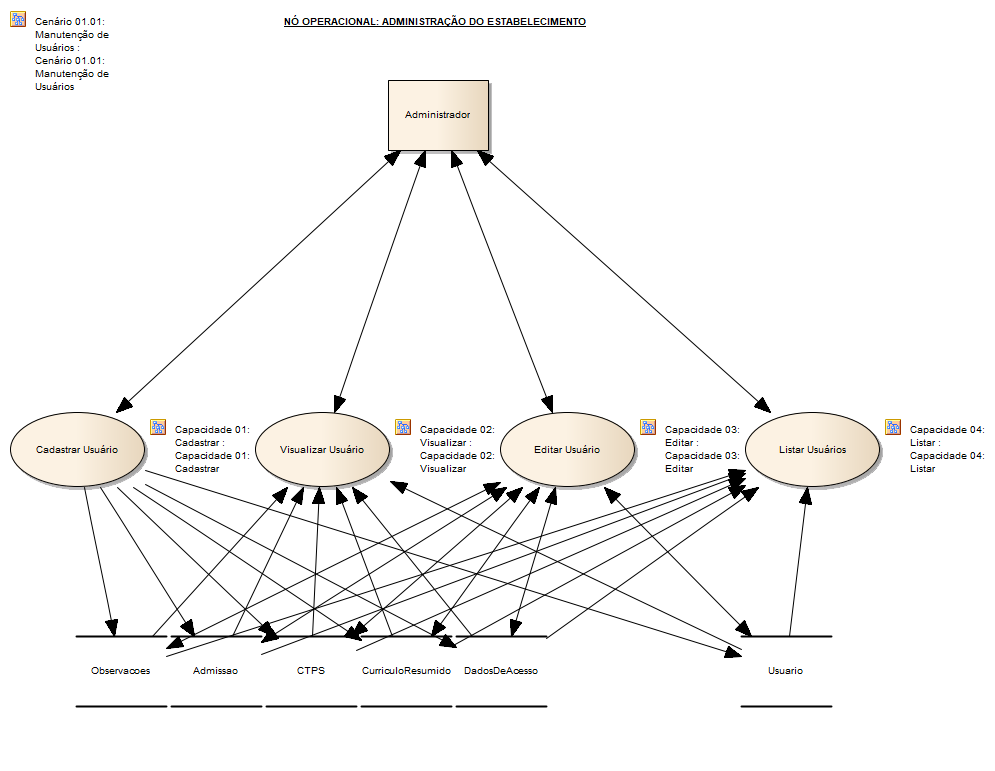 NÓ OPERACIONAL: ADMINISTRAÇÃO DO ESTABELECIMENTO
Cenário 01.01:
Manutenção de
Usuários :
Cenário 01.01:
Manutenção de
Usuários
Administrador
Cadastrar Usuário
Capacidade 01:
Cadastrar :
Capacidade 01:
Cadastrar
Visualizar Usuário
Capacidade 02:
Visualizar :
Capacidade 02:
Visualizar
Editar Usuário
Capacidade 03:
Editar :
Capacidade 03:
Editar
Listar Usuários
Capacidade 04:
Listar :
Capacidade 04:
Listar
Observacoes
Admissao
CTPS
CurriculoResumido
DadosDeAcesso
Usuario